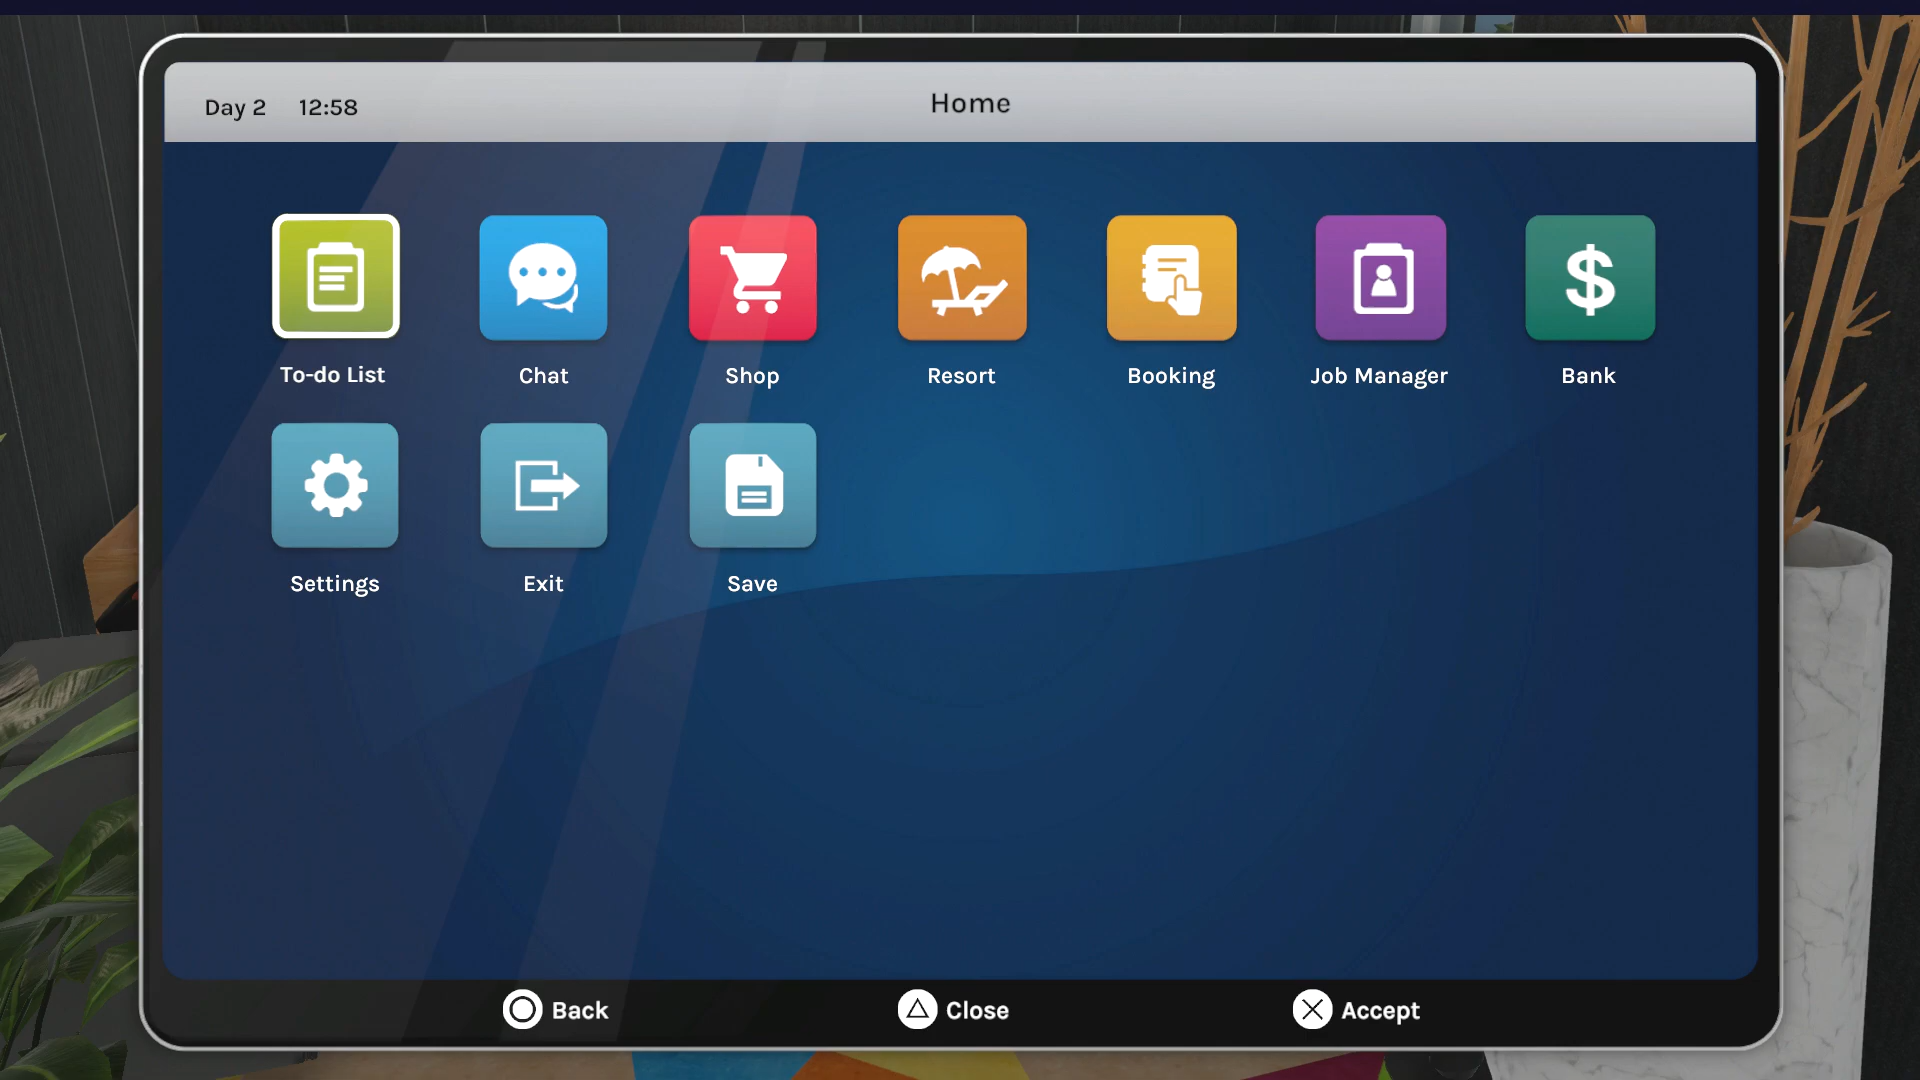 Day 2 12:58 Home
To-do List Chat Shop Resort Booking Job Manager Bank
Settings Exit Save
Back Close Accept